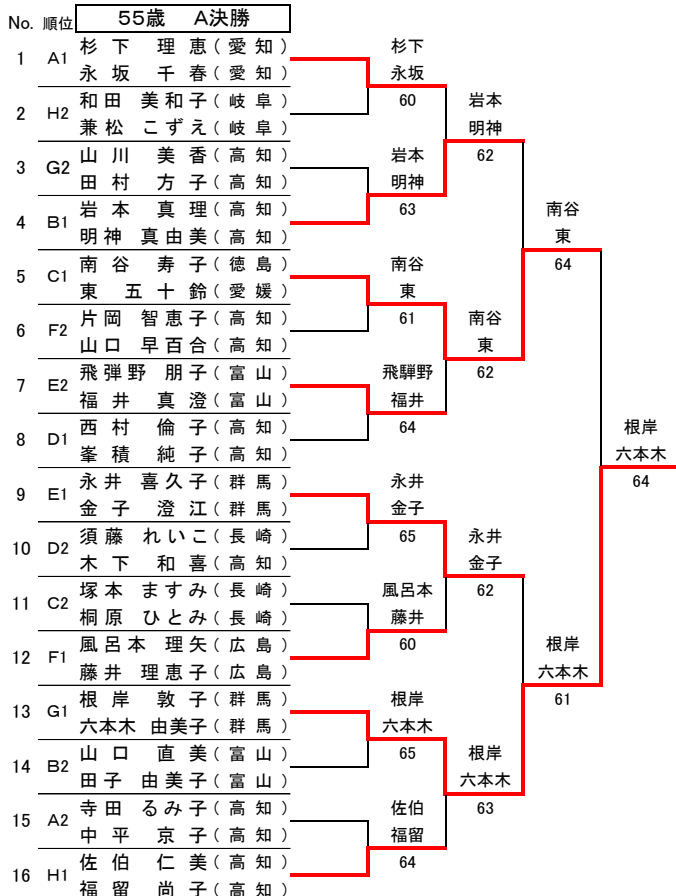 No. 順位 55歳 A決勝
1 A1 杉下 理恵(愛知)
永坂 千春(愛知)
2 H2 和田 美和子(岐阜)
兼松 こずえ(岐阜)
3 G2 山川 美香(高知)
田村 方子(高知)
4 B1 岩本 真理(高知)
明神 真由美(高知)
5 C1 南谷 寿子(徳島)
東 五十鈴(愛媛)
6 F2 片岡 智恵子(高知)
山口 早百合(高知)
7 E2 飛弾野 朋子(富山)
福井 真澄(富山)
8 D1 西村 倫子(高知)
峯積 純子(高知)
9 E1 永井 喜久子(群馬)
金子 澄江(群馬)
10 D2 須藤 れいこ(長崎)
木下 和喜(高知)
11 C2 塚本 ますみ(長崎)
桐原 ひとみ(長崎)
12 F1 風呂本 理矢(広島)
藤井 理恵子(広島)
13 G1 根岸 敦子(群馬)
六本木 由美子(群馬)
14 B2 山口 直美(富山)
田子 由美子(富山)
15 A2 寺田 るみ子(高知)
中平 京子(高知)
16 H1 佐伯 仁美(高知)
福留 尚子(高知)
杉下
永坂
60
岩本
明神
63
南谷
東
61
飛騨野
福井
64
永井
金子
65
風呂本
藤井
60
根岸
六本木
65
佐伯
福留
64
岩本
明神
62
南谷
東
62
永井
金子
62
根岸
六本木
63
南谷
東
64
根岸
六本木
61
根岸
六本木
64